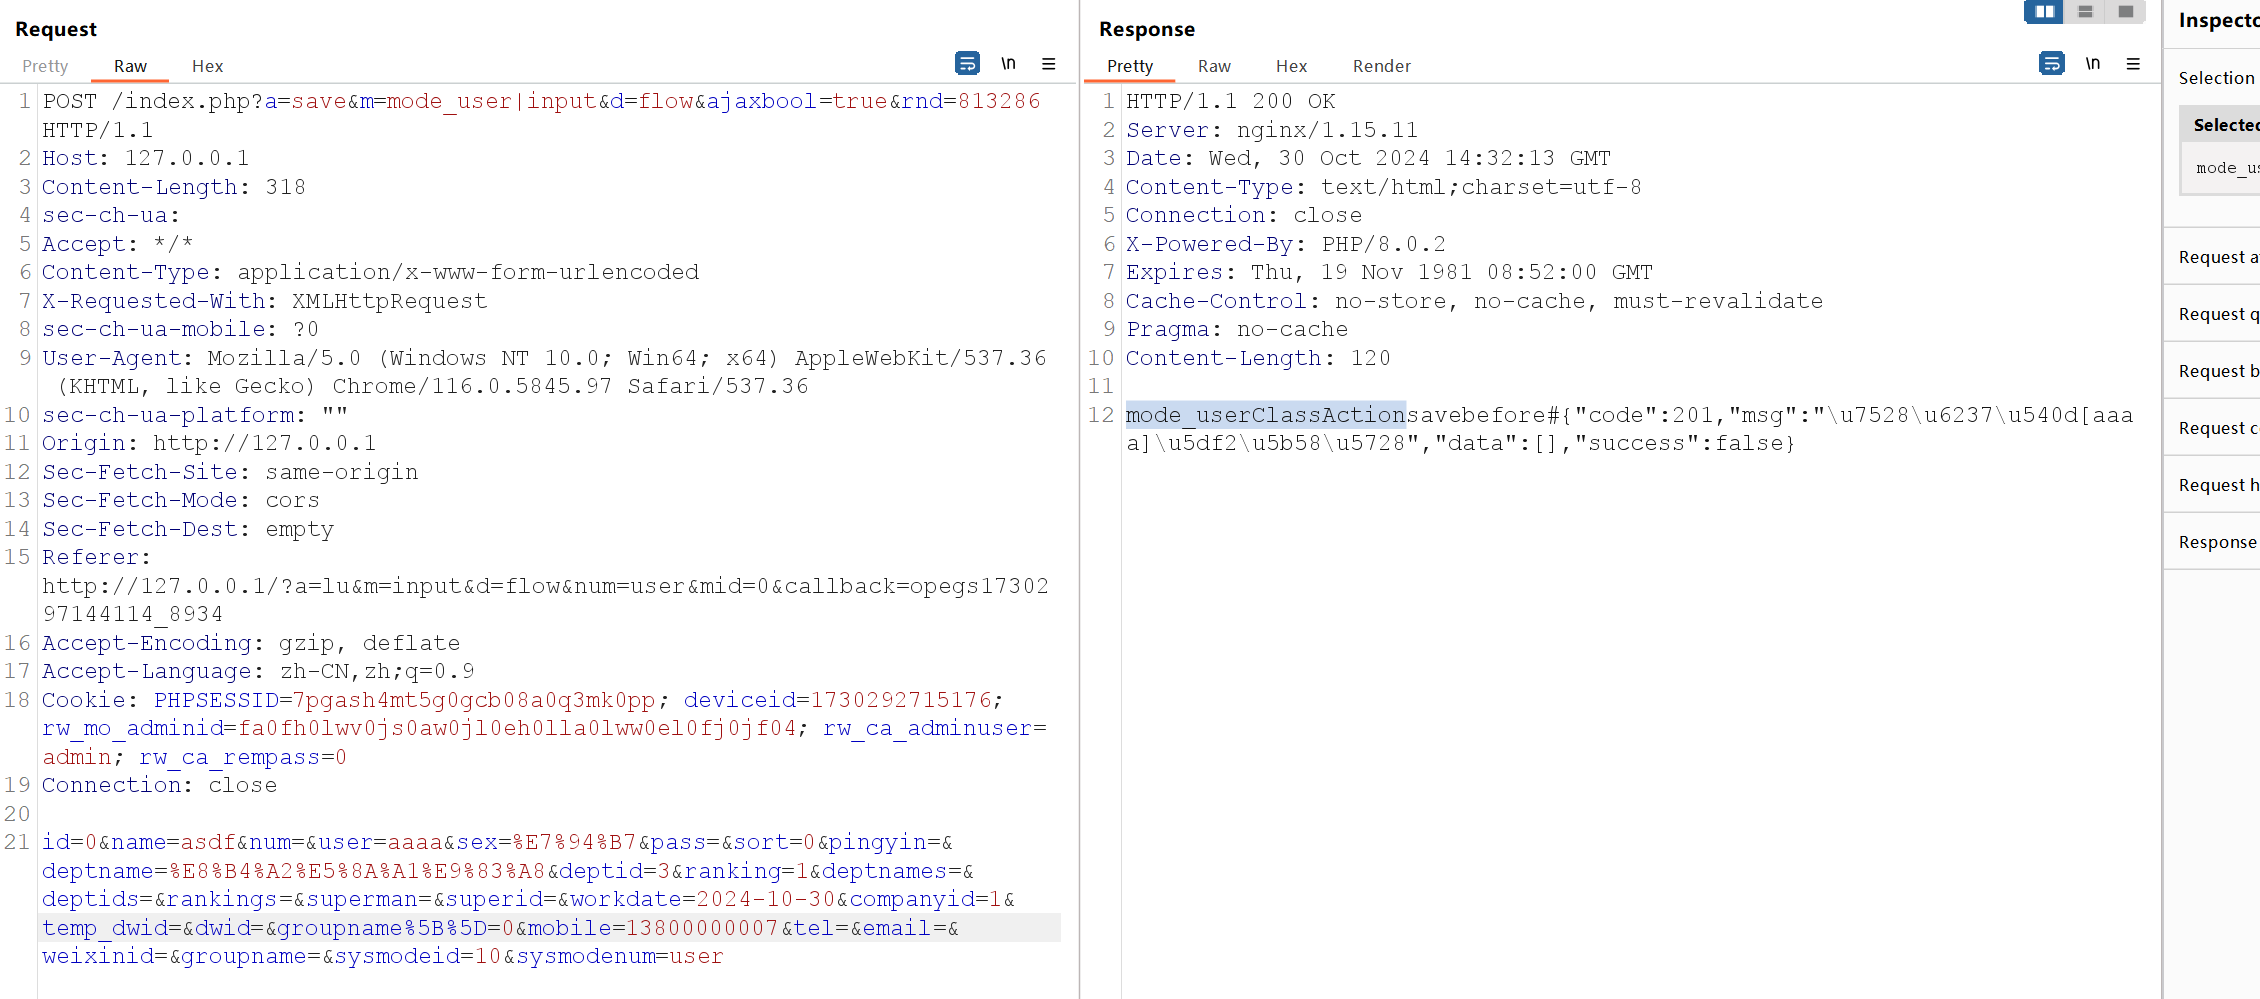 Request
Pretty Raw Hex \n
1 POST /index.php?a=save&m=mode_user|input&d=flow&ajaxbool=true&rnd=813286
HTTP/1.1
2 Host: 127.0.0.1
3 Content-Length: 318
4 sec-ch-ua:
5 Accept: */*
6 Content-Type: application/x-www-form-urlencoded
7 X-Requested-With: XMLHttpRequest
8 sec-ch-ua-mobile: ?0
9 User-Agent: Mozilla/5.0 (Windows NT 10.0; Win64; x64) AppleWebKit/537.36
(KHTML, like Gecko) Chrome/116.0.5845.97 Safari/537.36
10 sec-ch-ua-platform: ""
11 Origin: http://127.0.0.1
12 Sec-Fetch-Site: same-origin
13 Sec-Fetch-Mode: cors
14 Sec-Fetch-Dest: empty
15 Referer:
http://127.0.0.1/?a=lu&m=input&d=flow&num=user&mid=0&callback=opegs17302
97144114_8934
16 Accept-Encoding: gzip, deflate
17 Accept-Language: zh-CN,zh;q=0.9
18 Cookie: PHPSESSID=7pgash4mt5g0gcb08a0q3mk0pp; deviceid=1730292715176;
rw_mo_adminid=fa0fh0lwv0js0aw0jl0eh0lla0lww0el0fj0jf04; rw_ca_adminuser=
admin; rw_ca_rempass=0
19 Connection: close
20
21 id=0&name=asdf&num=&user=aaaa&sex=%E7%94%B7&pass=&sort=0&pingyin=&
deptname=%E8%B4%A2%E5%8A%A1%E9%83%A8&deptid=3&ranking=1&deptnames=&
deptids=&rankings=&superman=&superid=&workdate=2024-10-30&companyid=1&
temp_dwid=&dwid=&groupname%5B%5D=0&mobile=13800000007&tel=&email=&
weixinid=&groupname=&sysmodeid=10&sysmodenum=user
Response
Pretty Raw Hex Render \n
1 HTTP/1.1 200 OK
2 Server: nginx/1.15.11
3 Date: Wed, 30 Oct 2024 14:32:13 GMT
4 Content-Type: text/html;charset=utf-8
5 Connection: close
6 X-Powered-By: PHP/8.0.2
7 Expires: Thu, 19 Nov 1981 08:52:00 GMT
8 Cache-Control: no-store, no-cache, must-revalidate
9 Pragma: no-cache
10 Content-Length: 120
11
12 mode_userClassActionsavebefore#{"code":201,"msg":"\u7528\u6237\u540d[aaa
a]\u5df2\u5b58\u5728","data":[],"success":false}
Inspecto
Selection
Selected
mode_us
Request a
Request q
Request b
Request c
Request h
Response